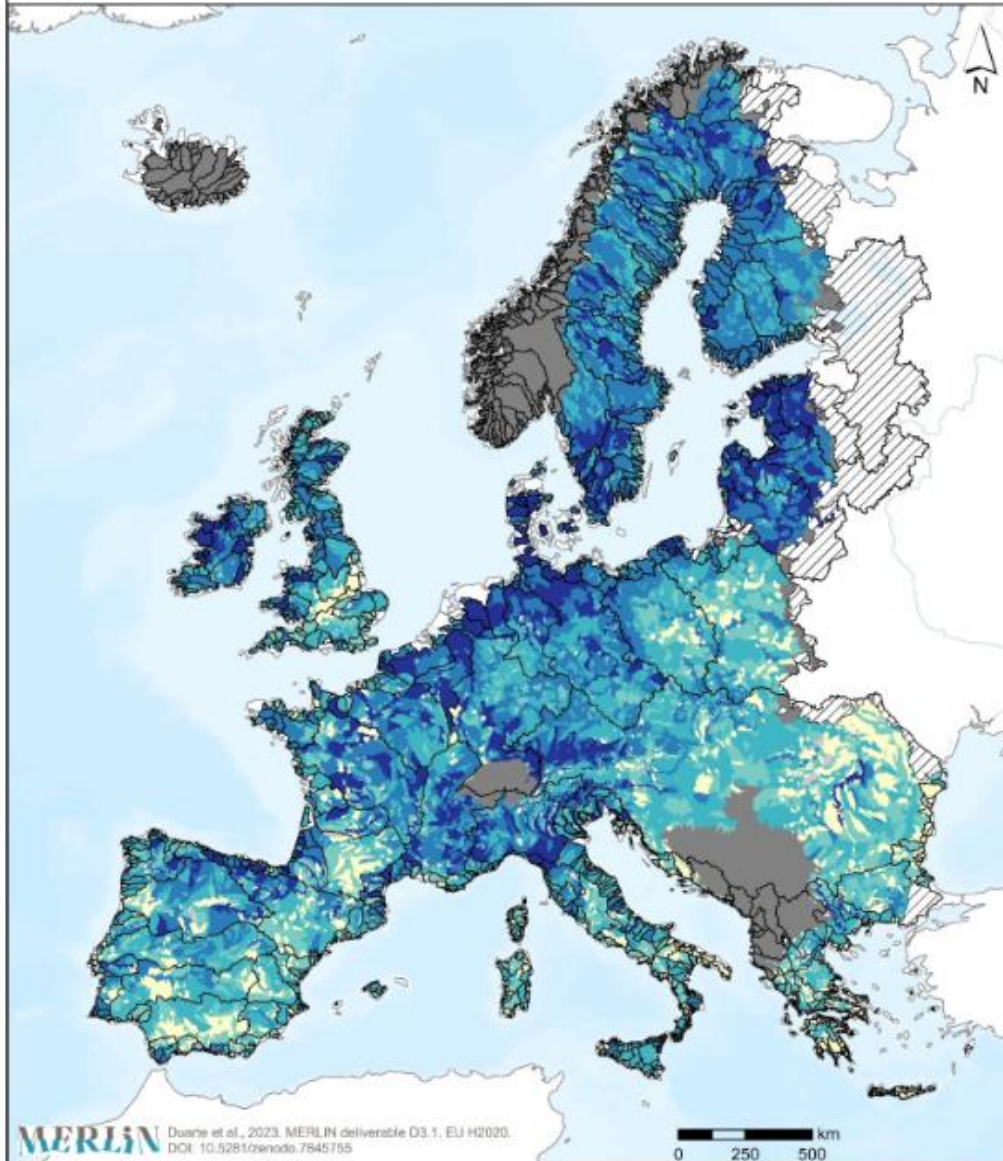 N
MERLIN
Duarte et al., 2023. MERLIN deliverable D3.1. EU H2020.
DOI: 10.5281/zenodo.7845755
km
0 250 500